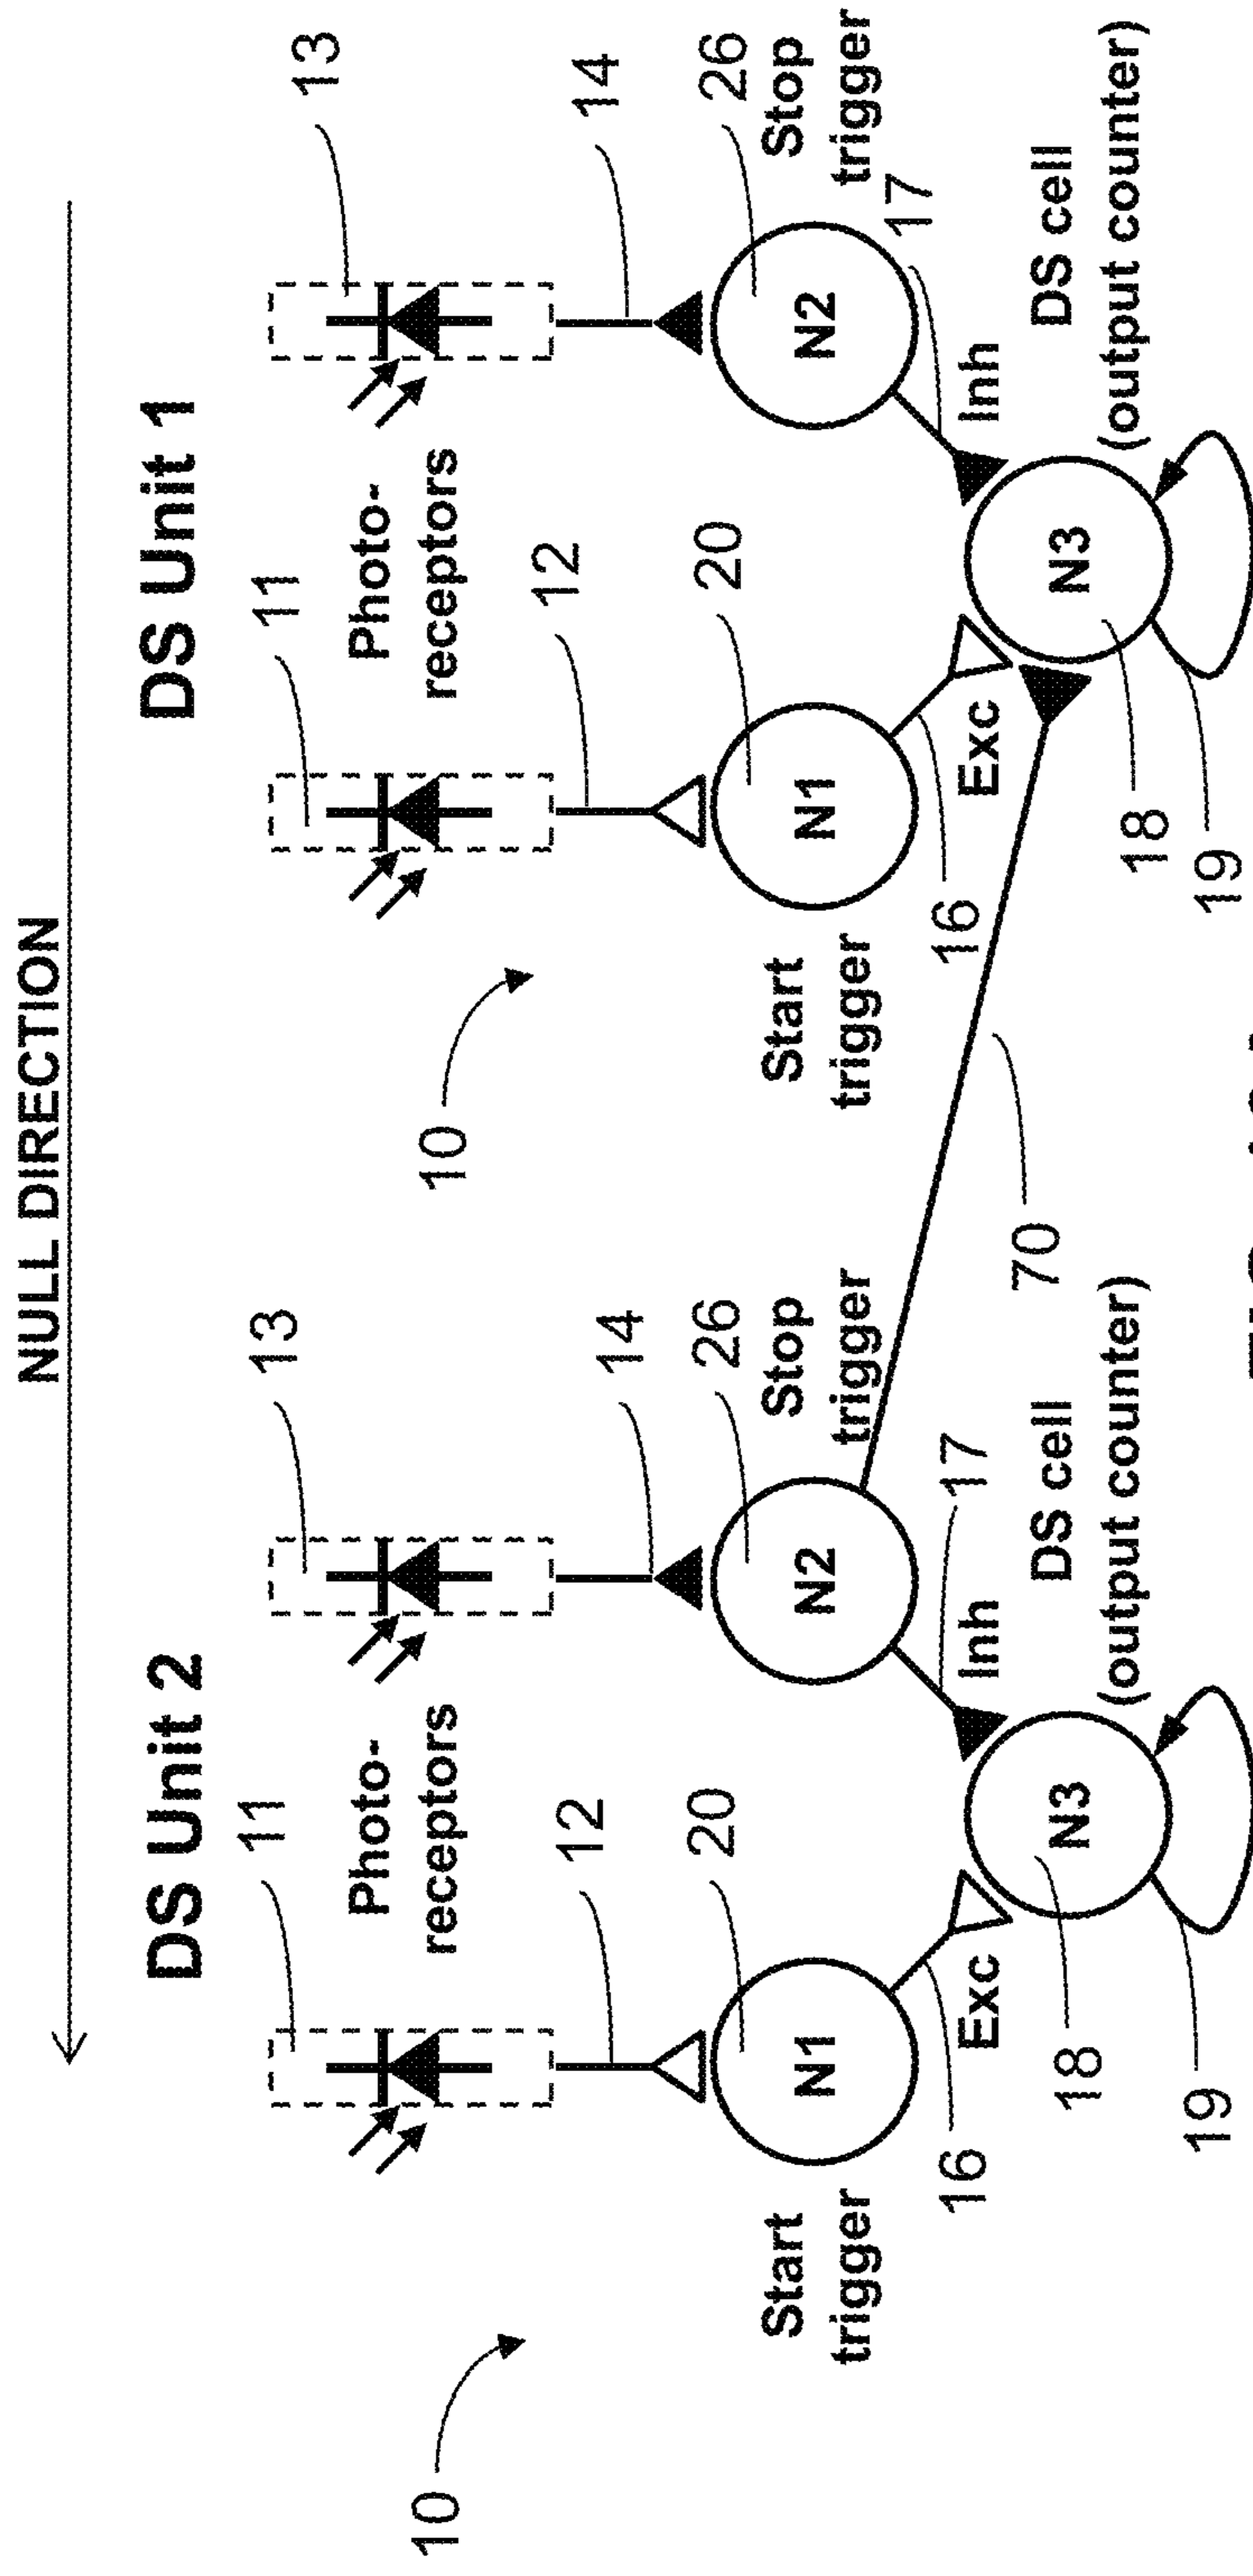 NULL DIRECTION
DS Unit 2
DS Unit 1
11
13
11
13
Photo-
receptors
Photo-
receptors
10
12
14
10
12
14
Start
trigger
20
26
Stop
trigger
Start
trigger
20
26
Stop
trigger
N1
N2
N1
N2
16
Exc
Inh
17
16
Exc
Inh
17
70
18
N3
DS cell
(output counter)
18
N3
DS cell
(output counter)
19
19